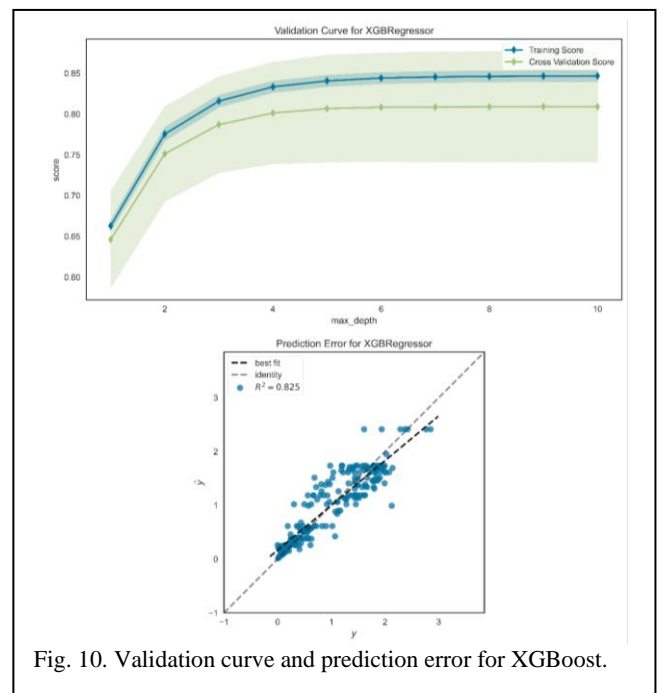 Validation Curve for XGBRegressor
Training Score
Cross Validation Score
0.85
0.80
0.75
0.70
0.65
0.60
score
2
4
6
8
10
max_depth
Prediction Error for XGBRegressor
best fit
identity
R² = 0.825
3
2
1
0
−1
ŷ
−1
0
1
2
3
y
Fig. 10. Validation curve and prediction error for XGBoost.